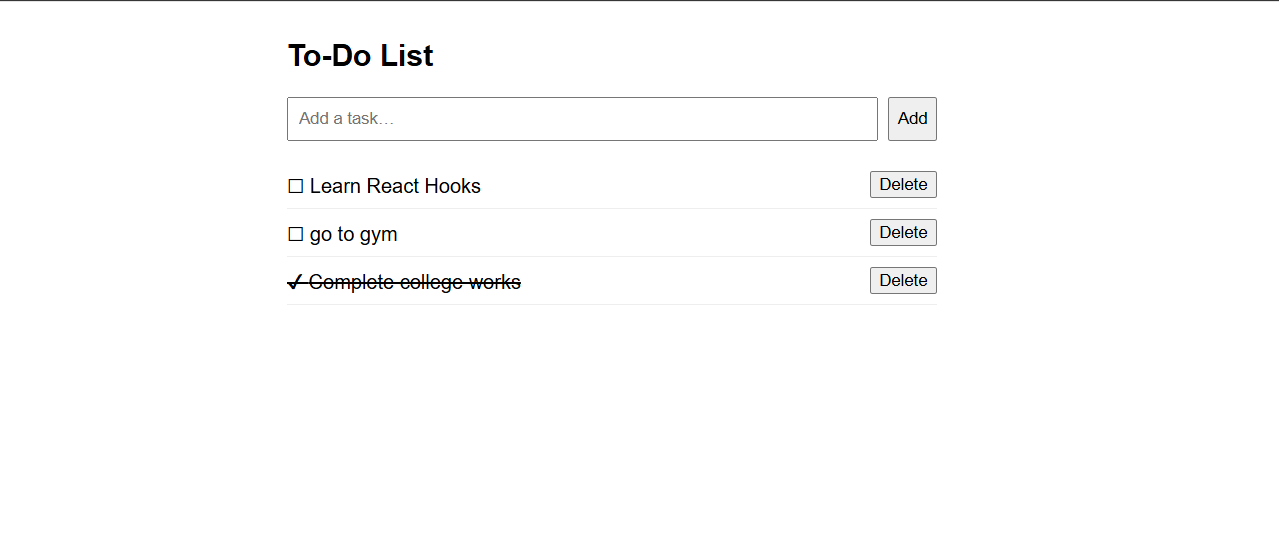 To-Do List
Add a task… Add
☐ Learn React Hooks Delete
☐ go to gym Delete
✓ Complete college works Delete